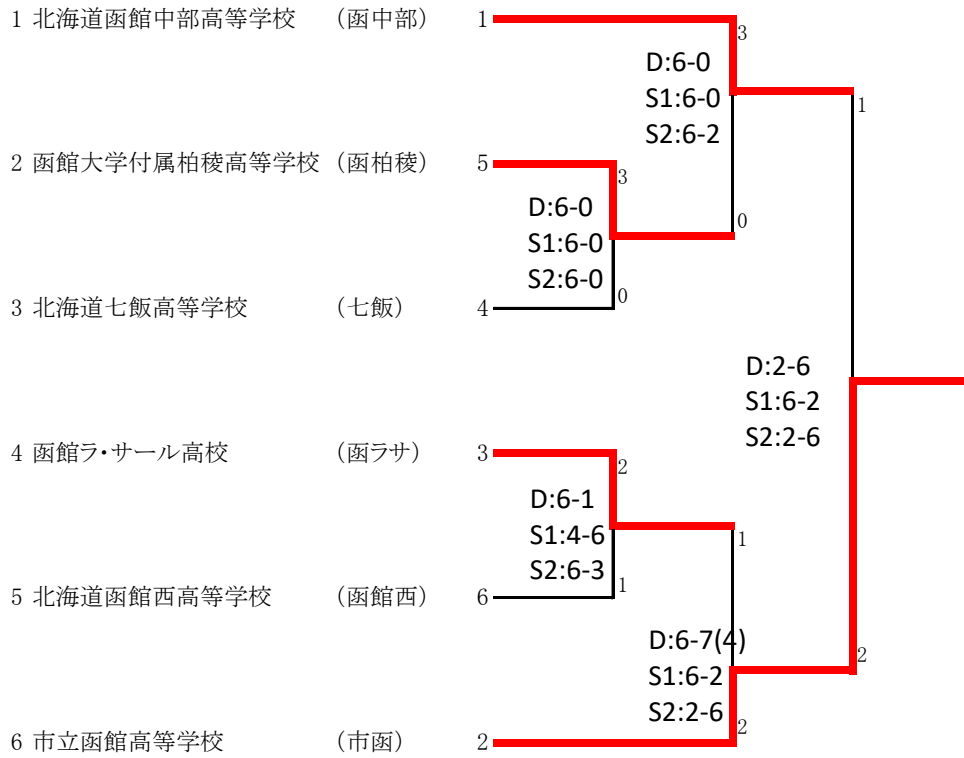 1 北海道函館中部高等学校 (函中部) 1
3
D:6-0
S1:6-0
S2:6-2
1
2 函館大学付属柏稜高等学校 (函柏稜) 5
3
D:6-0
S1:6-0
S2:6-0
0
3 北海道七飯高等学校 (七飯) 4
0
D:2-6
S1:6-2
S2:2-6
4 函館ラ・サール高校 (函ラサ) 3
2
D:6-1
S1:4-6
S2:6-3
1
5 北海道函館西高等学校 (函館西) 6
1
D:6-7(4)
S1:6-2
S2:2-6
2
6 市立函館高等学校 (市函) 2
2